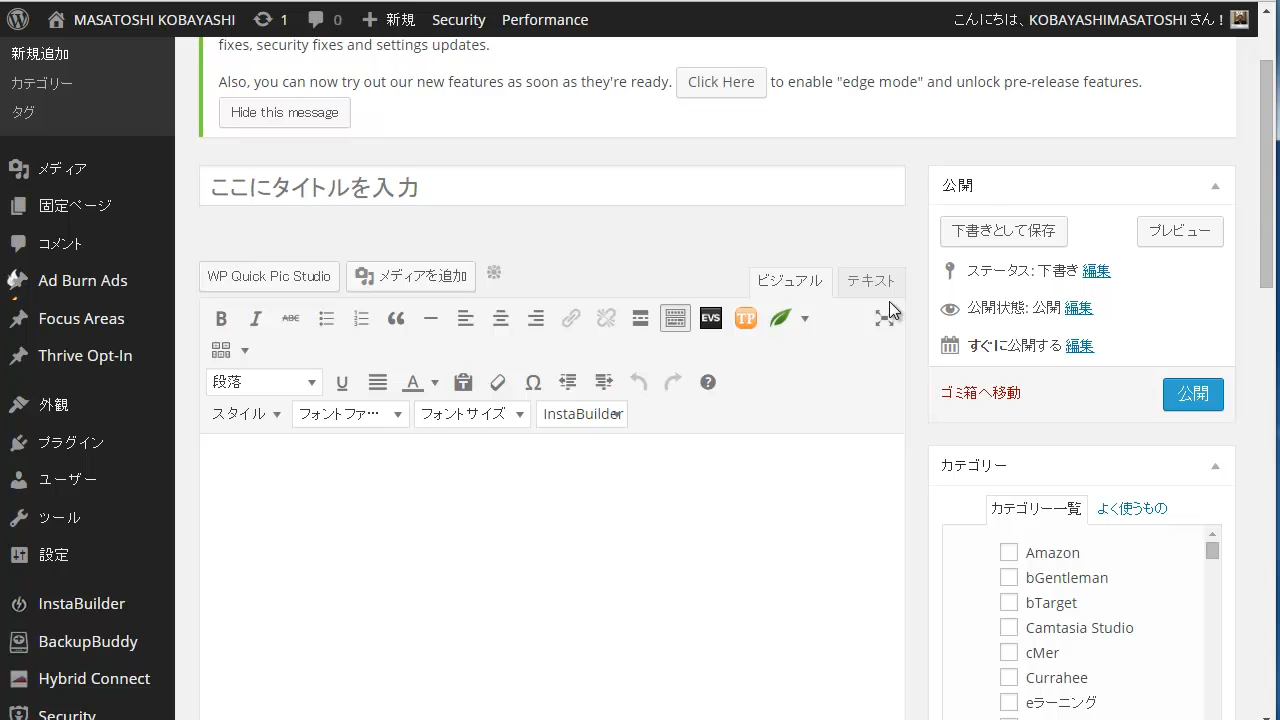 MASATOSHI KOBAYASHI 1 0 新規 Security Performance こんにちは、KOBAYASHIMASATOSHI さん !
新規追加
カテゴリー
タグ
メディア
固定ページ
コメント
Ad Burn Ads
Focus Areas
Thrive Opt-In
外観
プラグイン
ユーザー
ツール
設定
InstaBuilder
BackupBuddy
Hybrid Connect
Security
fixes, security fixes and settings updates.
Also, you can now try out our new features as soon as they're ready. Click Here to enable "edge mode" and unlock pre-release features.
Hide this message
ここにタイトルを入力
WP Quick Pic Studio メディアを追加
ビジュアル テキスト
B I ABC EVS TP
段落 U A Ω ?
スタイル フォントファ… フォントサイズ InstaBuilder
公開
下書きとして保存 プレビュー
ステータス: 下書き 編集
公開状態: 公開 編集
すぐに公開する 編集
ゴミ箱へ移動 公開
カテゴリー
カテゴリー一覧 よく使うもの
Amazon
bGentleman
bTarget
Camtasia Studio
cMer
Currahee
eラーニング